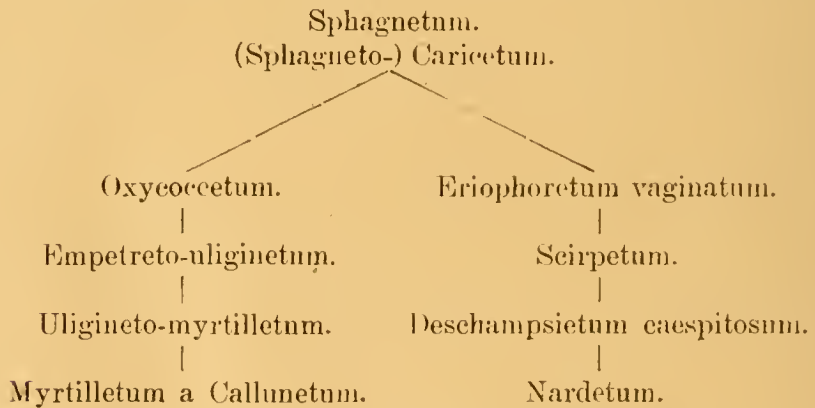 Sphagnetum.
(Sphagneto-) Caricetum.
Oxycoccetum. Eriophoretum vaginatum.
Empetreto-uliginetum. Scirpetum.
Uligineto-myrtilletum. Deschampsietum caespitosum.
Myrtilletum a Callunetum. Nardetum.